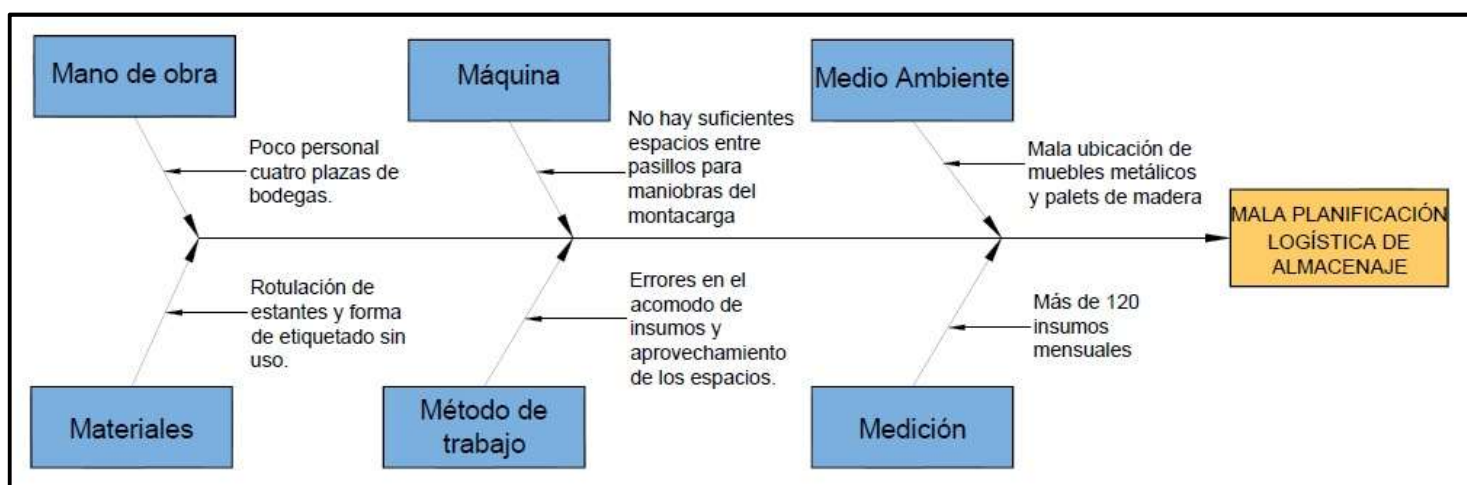 Mano de obra
Máquina
Medio Ambiente
Poco personal
cuatro plazas de
bodegas.
No hay suficientes
espacios entre
pasillos para
maniobras del
montacarga
Mala ubicación de
muebles metálicos
y palets de madera
MALA PLANIFICACIÓN
LOGÍSTICA DE
ALMACENAJE
Rotulación de
estantes y forma
de etiquetado sin
uso.
Errores en el
acomodo de
insumos y
aprovechamiento
de los espacios.
Más de 120
insumos
mensuales
Materiales
Método de
trabajo
Medición